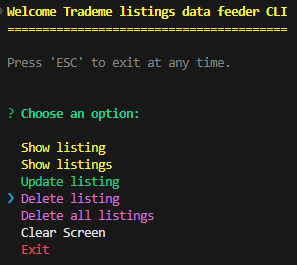 Welcome Trademe listings data feeder CLI
========================================
Press 'ESC' to exit at any time.
? Choose an option:
Show listing
Show listings
Update listing
❯ Delete listing
Delete all listings
Clear Screen
Exit